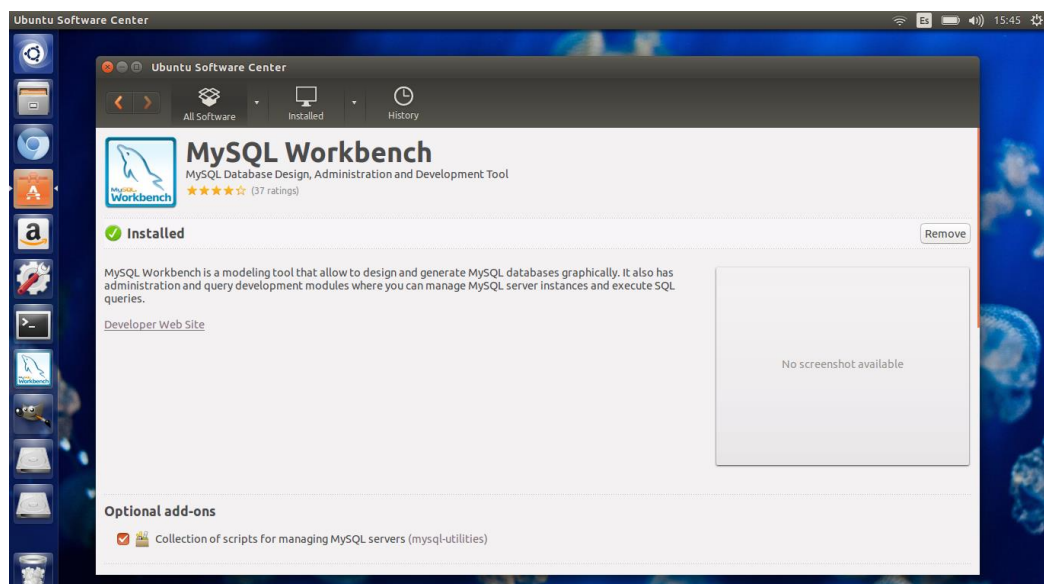 Ubuntu Software Center
Es
15:45
Ubuntu Software Center
All Software
Installed
History
MySQL
Workbench
MySQL Workbench
MySQL Database Design, Administration and Development Tool
(37 ratings)
Installed
Remove
MySQL Workbench is a modeling tool that allow to design and generate MySQL databases graphically. It also has
administration and query development modules where you can manage MySQL server instances and execute SQL
queries.
Developer Web Site
No screenshot available
A
a
>_
Workbench
Optional add-ons
Collection of scripts for managing MySQL servers (mysql-utilities)